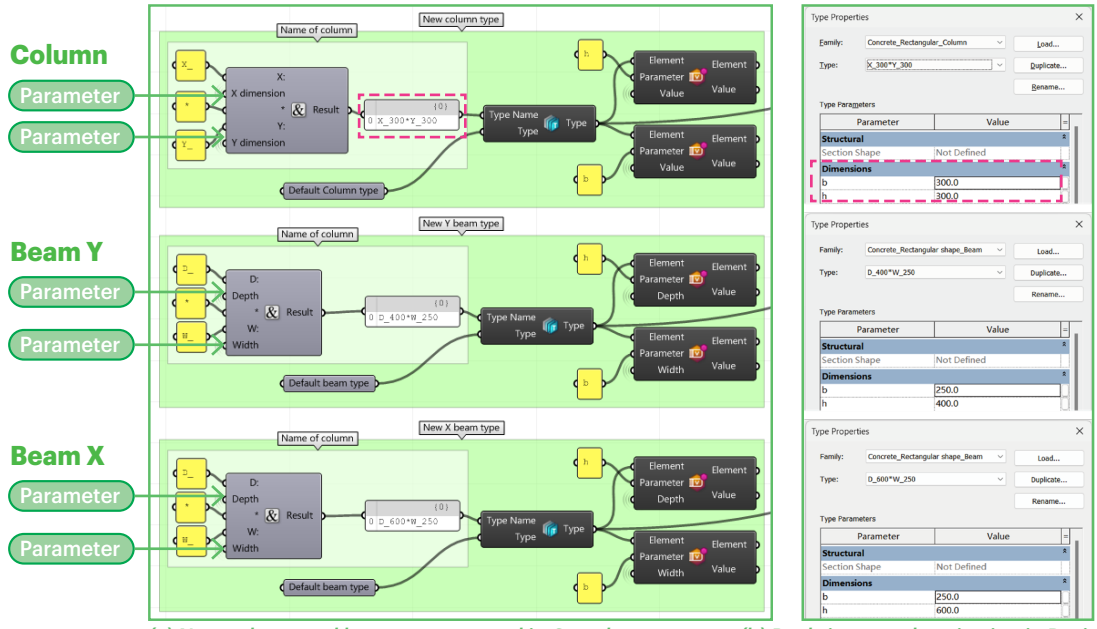 Column
Parameter
Parameter
New column type
Name of column
X_
*
Y_
X:
X dimension
*
Y:
Y dimension
& Result
{0}
0 X_300*Y_300
Default Column type
Type Name
Type
Type
h
b
Element
Parameter
Value
Element
Value
Element
Parameter
Value
Element
Value
Type Properties
Family: Concrete_Rectangular_Column Load...
Type: X_300*Y_300 Duplicate...
Rename...
Type Parameters
Parameter Value =
Structural
Section Shape Not Defined
Dimensions
b 300.0
h 300.0
Beam Y
Parameter
Parameter
New Y beam type
Name of column
D_
*
W_
D:
Depth
*
W:
Width
& Result
{0}
0 D_400*W_250
Default beam type
Type Name
Type
Type
h
b
Element
Parameter
Depth
Element
Value
Element
Parameter
Width
Element
Value
Type Properties
Family: Concrete_Rectangular shape_Beam Load...
Type: D_400*W_250 Duplicate...
Rename...
Type Parameters
Parameter Value =
Structural
Section Shape Not Defined
Dimensions
b 250.0
h 400.0
Beam X
Parameter
Parameter
New X beam type
Name of column
D_
*
W_
D:
Depth
*
W:
Width
& Result
{0}
0 D_600*W_250
Default beam type
Type Name
Type
Type
h
b
Element
Parameter
Depth
Element
Value
Element
Parameter
Width
Element
Value
Type Properties
Family: Concrete_Rectangular shape_Beam Load...
Type: D_600*W_250 Duplicate...
Rename...
Type Parameters
Parameter Value =
Structural
Section Shape Not Defined
Dimensions
b 250.0
h 600.0